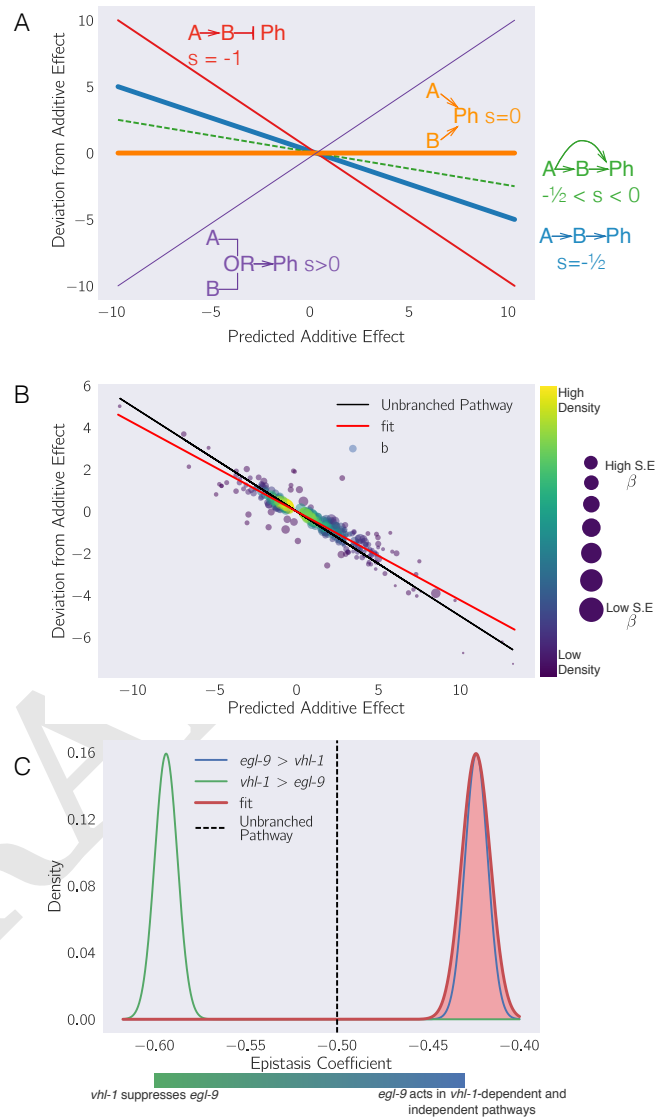 A
Deviation from Additive Effect
10
5
0
−5
−10
A→B⊣Ph
s = -1
A
B
Ph s=0
A→B→Ph
-½ < s < 0
A→B→Ph
s=-½
A
B
OR→Ph s>0
−10
−5
0
5
10
Predicted Additive Effect
B
Deviation from Additive Effect
6
4
2
0
−2
−4
−6
Unbranched Pathway
fit
b
−10
−5
0
5
10
Predicted Additive Effect
High
Density
Low
Density
High S.E
β
Low S.E
β
C
Density
0.16
0.12
0.08
0.04
0.00
egl-9 > vhl-1
vhl-1 > egl-9
fit
Unbranched
Pathway
−0.60
−0.55
−0.50
−0.45
−0.40
Epistasis Coefficient
vhl-1 suppresses egl-9
egl-9 acts in vhl-1-dependent and
independent pathways